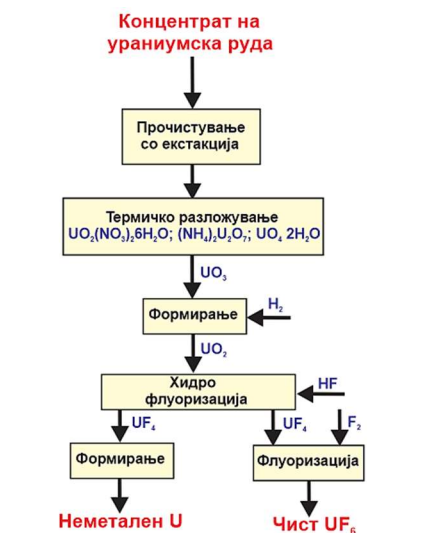 Концентрат на
ураниумска руда
Прочистување
со екстакција
Термичко разложување
UO₂(NO₃)₂6H₂O; (NH₄)₂U₂O₇; UO₄ 2H₂O
UO₃
Формирање
H₂
UO₂
Хидро
флуоризација
HF
UF₄
UF₄
F₂
Формирање
Флуоризација
Неметален U
Чист UF₆